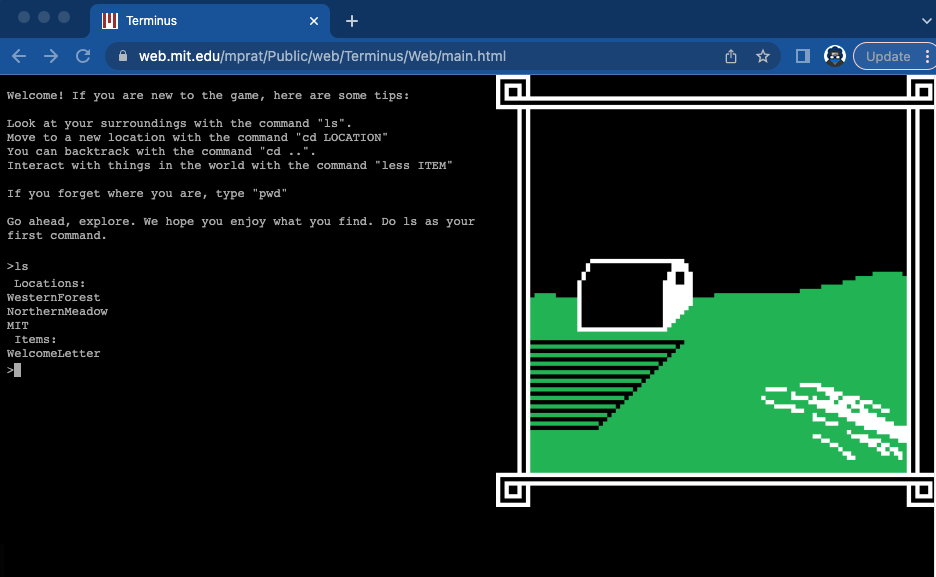 Terminus
web.mit.edu/mprat/Public/web/Terminus/Web/main.html
Update
Welcome! If you are new to the game, here are some tips:
Look at your surroundings with the command "ls".
Move to a new location with the command "cd LOCATION"
You can backtrack with the command "cd ..".
Interact with things in the world with the command "less ITEM"
If you forget where you are, type "pwd"
Go ahead, explore. We hope you enjoy what you find. Do ls as your
first command.
>ls
Locations:
WesternForest
NorthernMeadow
MIT
Items:
WelcomeLetter
>